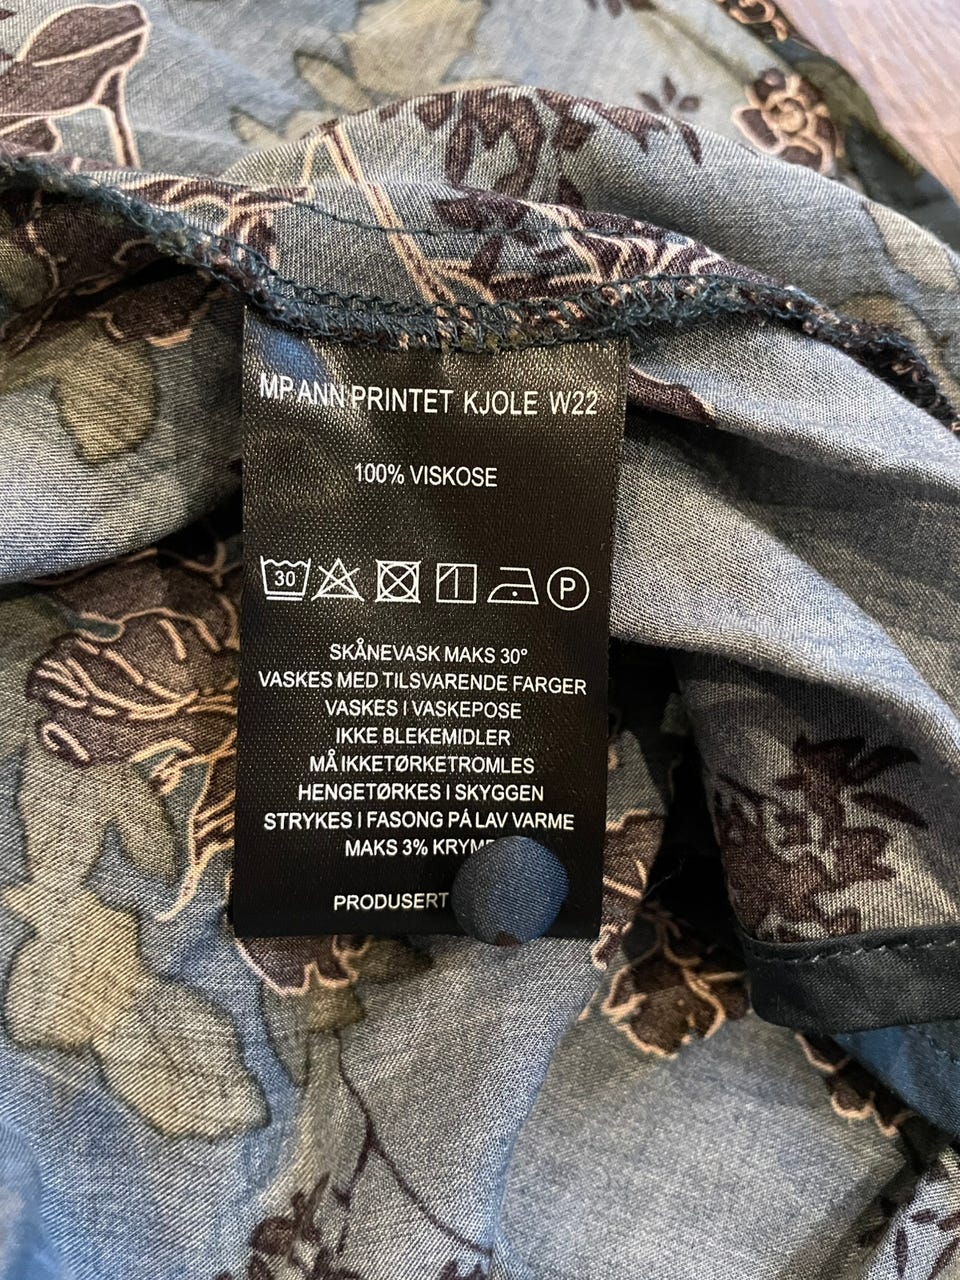 MP ANN PRINTET KJOLE W22
100% VISKOSE
30 P
SKÅNEVASK MAKS 30°
VASKES MED TILSVARENDE FARGER
VASKES I VASKEPOSE
IKKE BLEKEMIDLER
MÅ IKKETØRKETROMLES
HENGETØRKES I SKYGGEN
STRYKES I FASONG PÅ LAV VARME
MAKS 3%
PRODUSERT